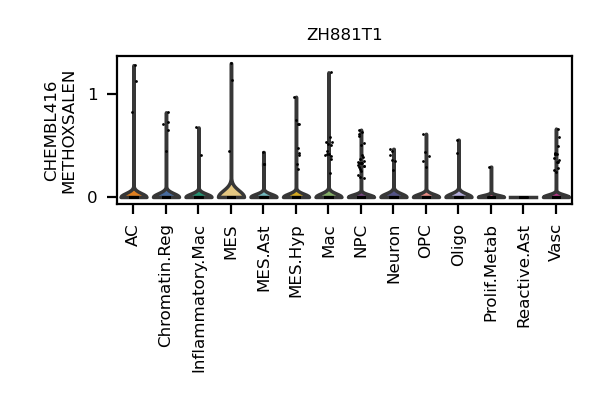 ZH881T1
CHEMBL416
METHOXSALEN
1
0
AC
Chromatin.Reg
Inflammatory.Mac
MES
MES.Ast
MES.Hyp
Mac
NPC
Neuron
OPC
Oligo
Prolif.Metab
Reactive.Ast
Vasc